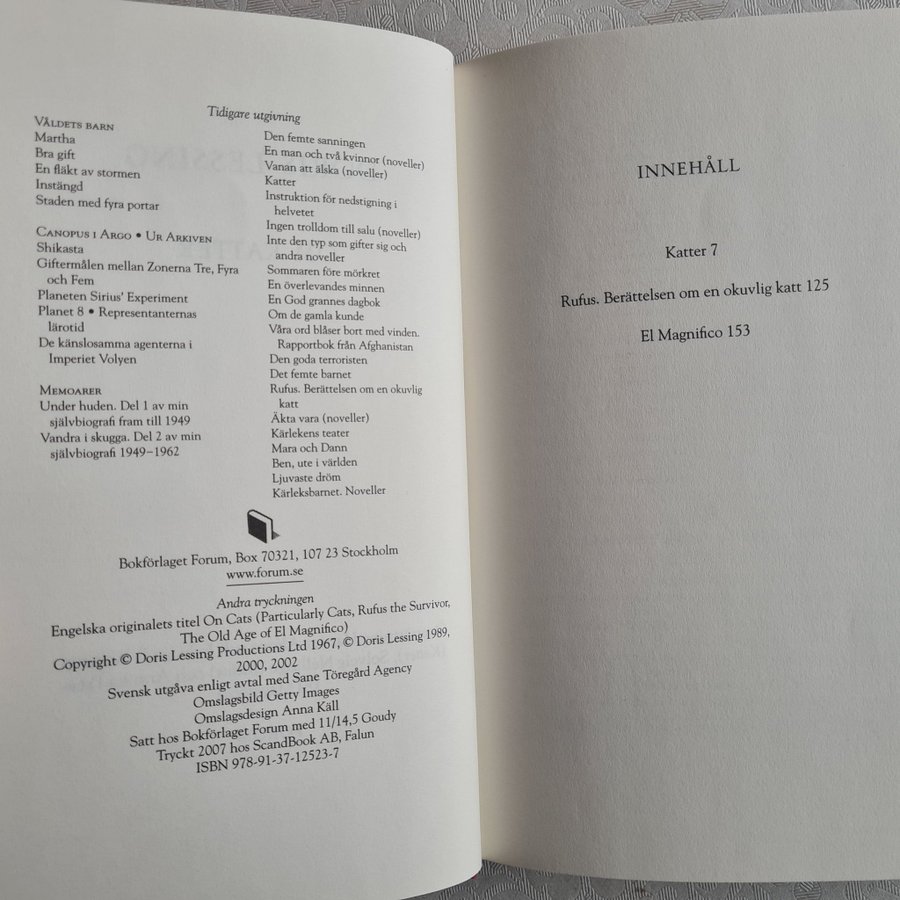 Tidigare utgivning
VÅLDETS BARN
Martha
Bra gift
En fläkt av stormen
Instängd
Staden med fyra portar
CANOPUS I ARGO • UR ARKIVEN
Shikasta
Giftermålen mellan Zonerna Tre, Fyra
och Fem
Planeten Sirius' Experiment
Planet 8 • Representanternas
lärotid
De känslosamma agenterna i
Imperiet Volyen
MEMOARER
Under huden. Del 1 av min
självbiografi fram till 1949
Vandra i skugga. Del 2 av min
självbiografi 1949–1962
Den femte sanningen
En man och två kvinnor (noveller)
Vanan att älska (noveller)
Katter
Instruktion för nedstigning i
helvetet
Ingen trolldom till salu (noveller)
Inte den typ som gifter sig och
andra noveller
Sommaren före mörkret
En överlevandes minnen
En God grannes dagbok
Om de gamla kunde
Våra ord blåser bort med vinden.
Rapportbok från Afghanistan
Den goda terroristen
Det femte barnet
Rufus. Berättelsen om en okuvlig
katt
Äkta vara (noveller)
Kärlekens teater
Mara och Dann
Ben, ute i världen
Ljuvaste dröm
Kärleksbarnet. Noveller
Bokförlaget Forum, Box 70321, 107 23 Stockholm
www.forum.se
Andra tryckningen
Engelska originalets titel On Cats (Particularly Cats, Rufus the Survivor,
The Old Age of El Magnifico)
Copyright © Doris Lessing Productions Ltd 1967, © Doris Lessing 1989,
2000, 2002
Svensk utgåva enligt avtal med Sane Töregård Agency
Omslagsbild Getty Images
Omslagsdesign Anna Käll
Satt hos Bokförlaget Forum med 11/14,5 Goudy
Tryckt 2007 hos ScandBook AB, Falun
ISBN 978-91-37-12523-7
INNEHÅLL
Katter 7
Rufus. Berättelsen om en okuvlig katt 125
El Magnifico 153